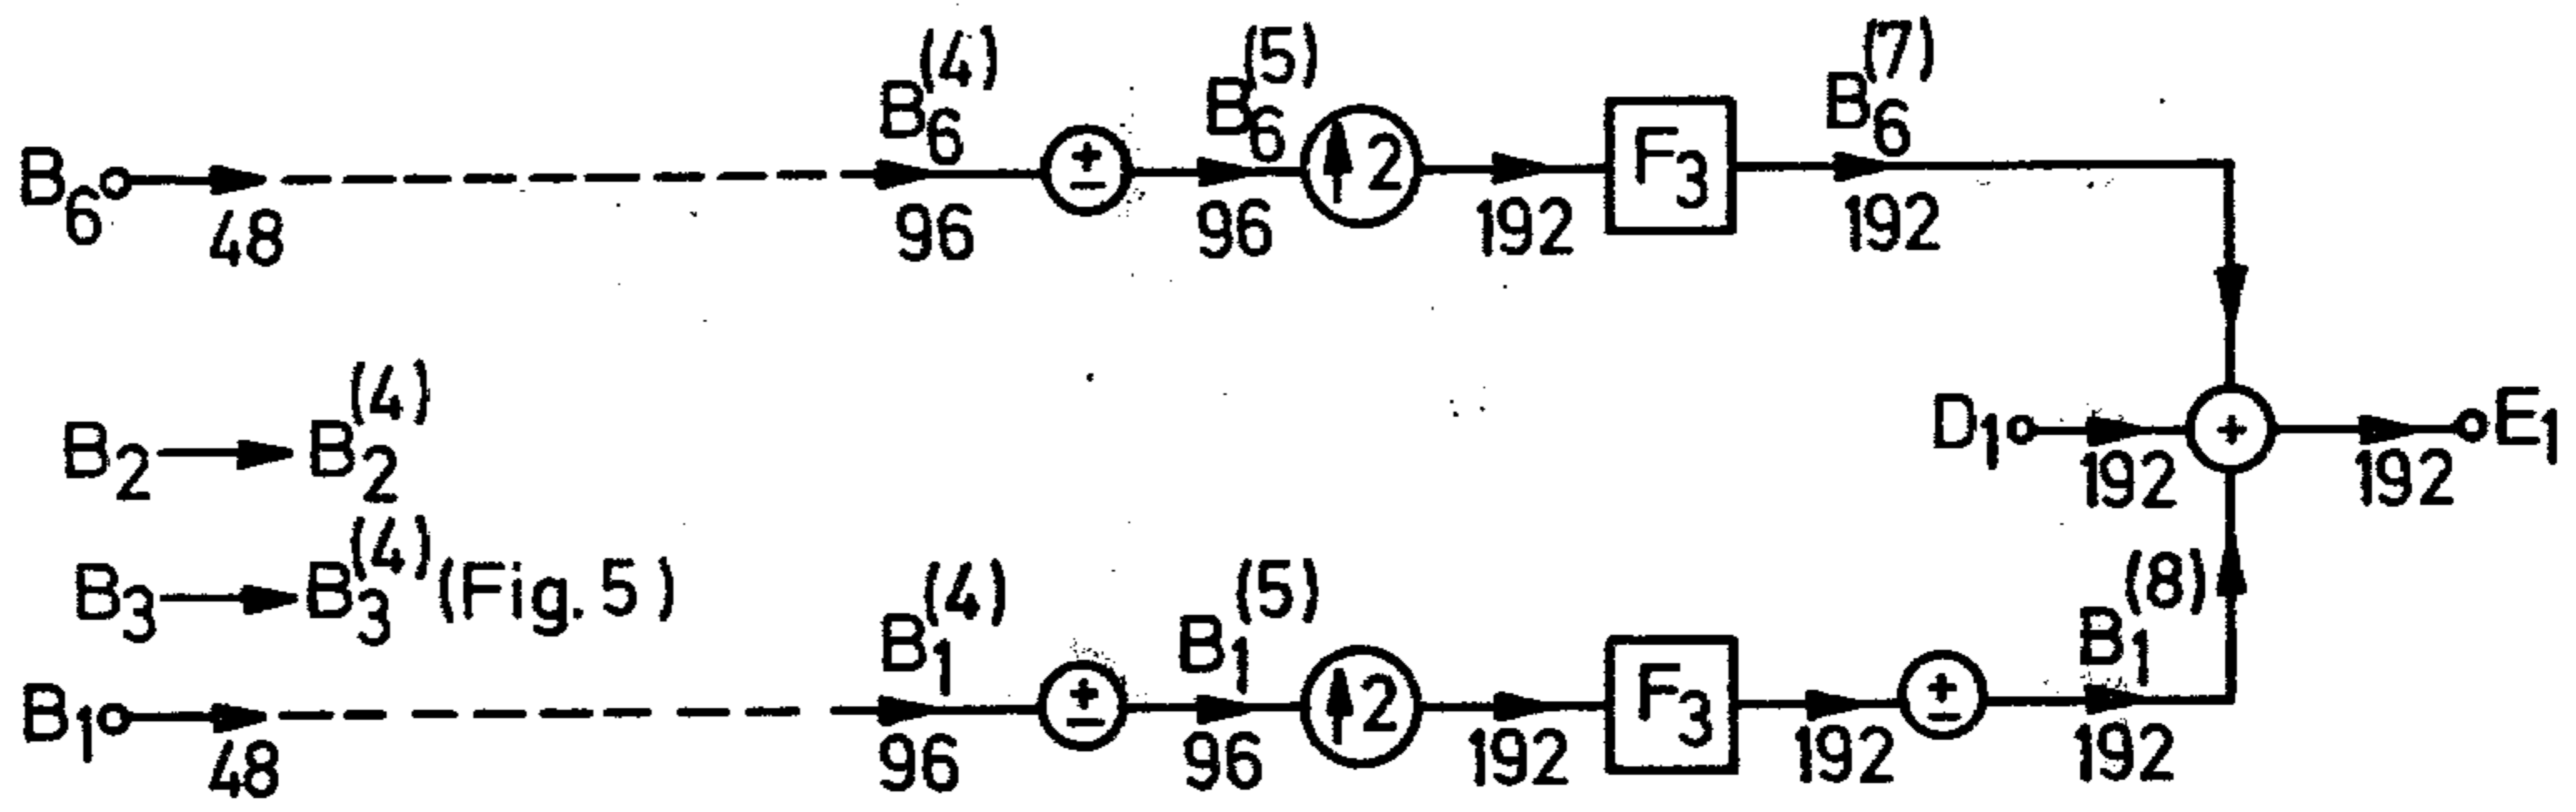 B6 48 B6(4) 96 ± B6(5) 96 ↑2 192 F3 B6(7) 192
B2 → B2(4)
D1 192 + 192 E1
B3 → B3(4) (Fig. 5)
B1 48 B1(4) 96 ± B1(5) 96 ↑2 192 F3 192 ± B1(8) 192